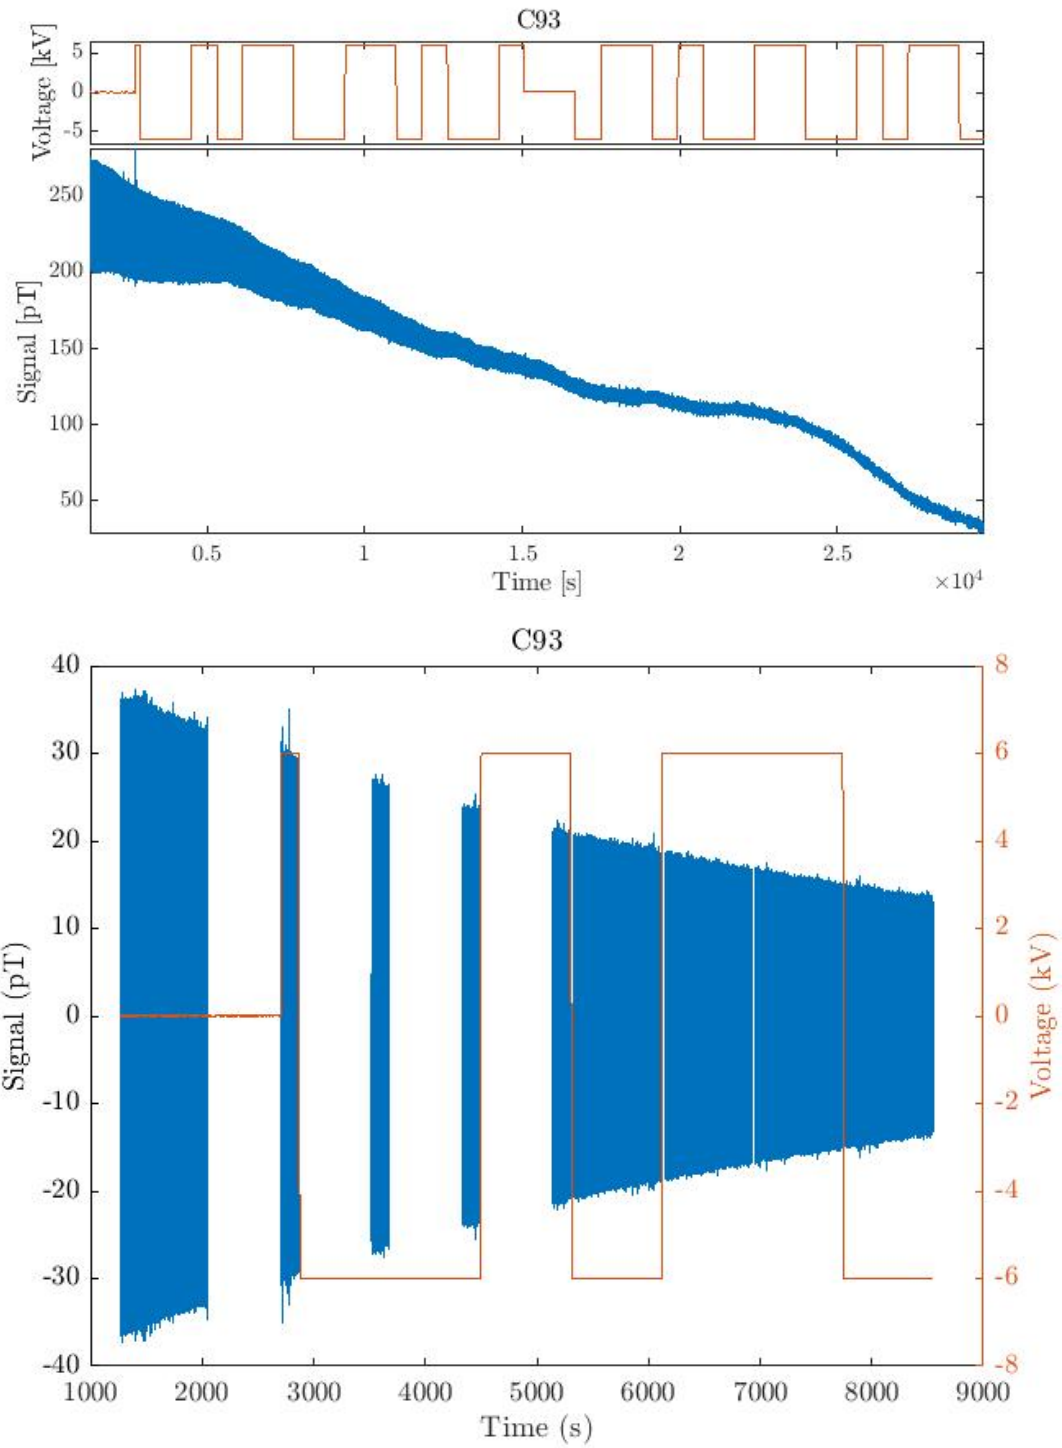 C93
Voltage [kV]
5
0
-5
Signal [pT]
250
200
150
100
50
0.5 1 1.5 2 2.5
Time [s]
×10⁴
C93
Signal (pT)
40
30
20
10
0
-10
-20
-30
-40
8
6
4
2
0
-2
-4
-6
-8
Voltage (kV)
1000 2000 3000 4000 5000 6000 7000 8000 9000
Time (s)